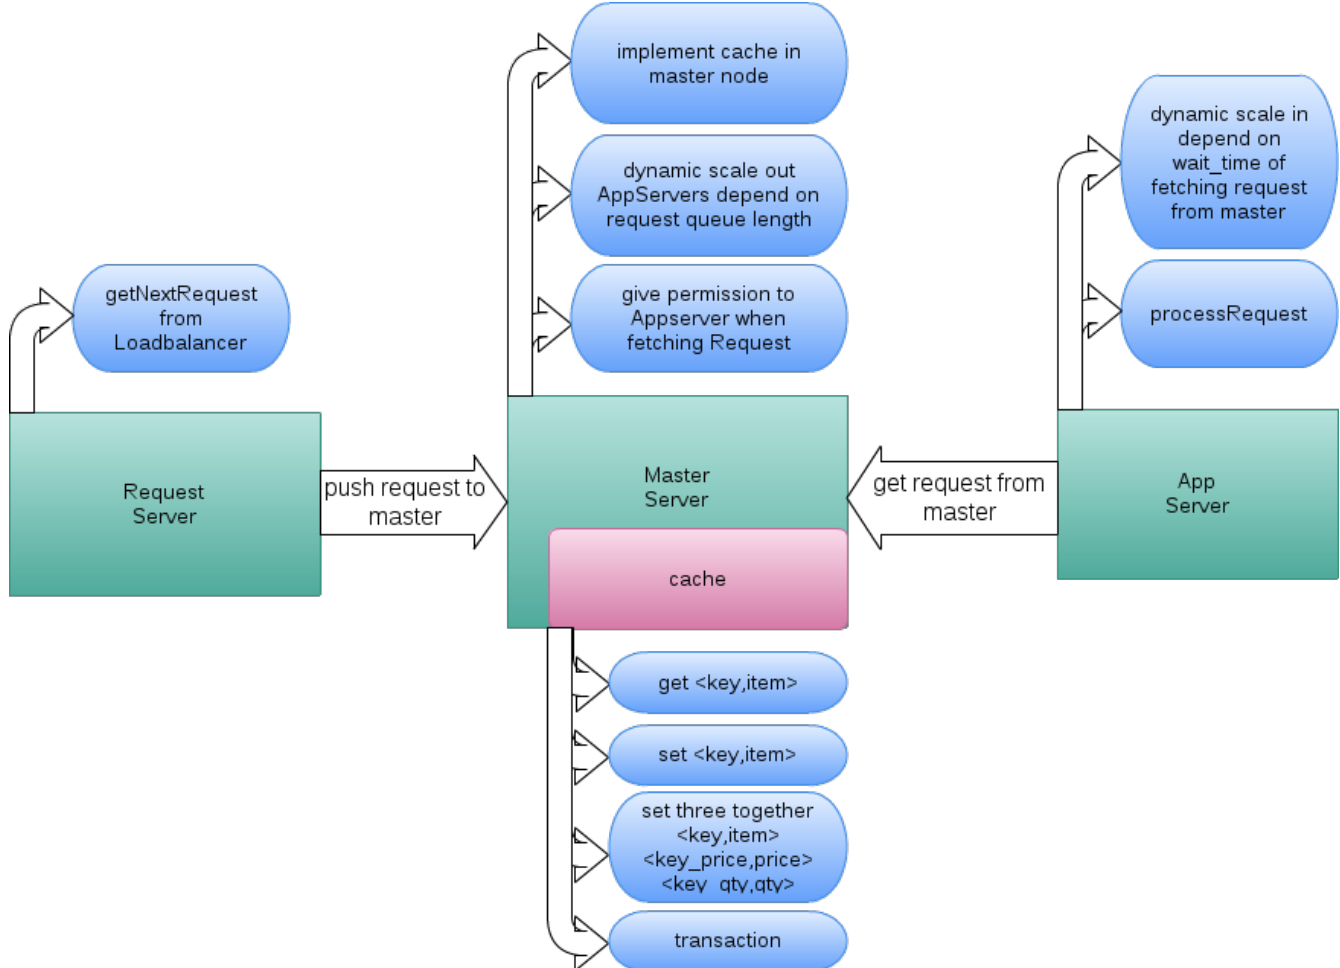 implement cache in
master node
dynamic scale out
AppServers depend on
request queue length
give permission to
Appserver when
fetching Request
dynamic scale in
depend on
wait_time of
fetching request
from master
processRequest
getNextRequest
from
Loadbalancer
Request
Server
push request to
master
Master
Server
cache
get request from
master
App
Server
get <key,item>
set <key,item>
set three together
<key,item>
<key_price,price>
<key_qty,qty>
transaction